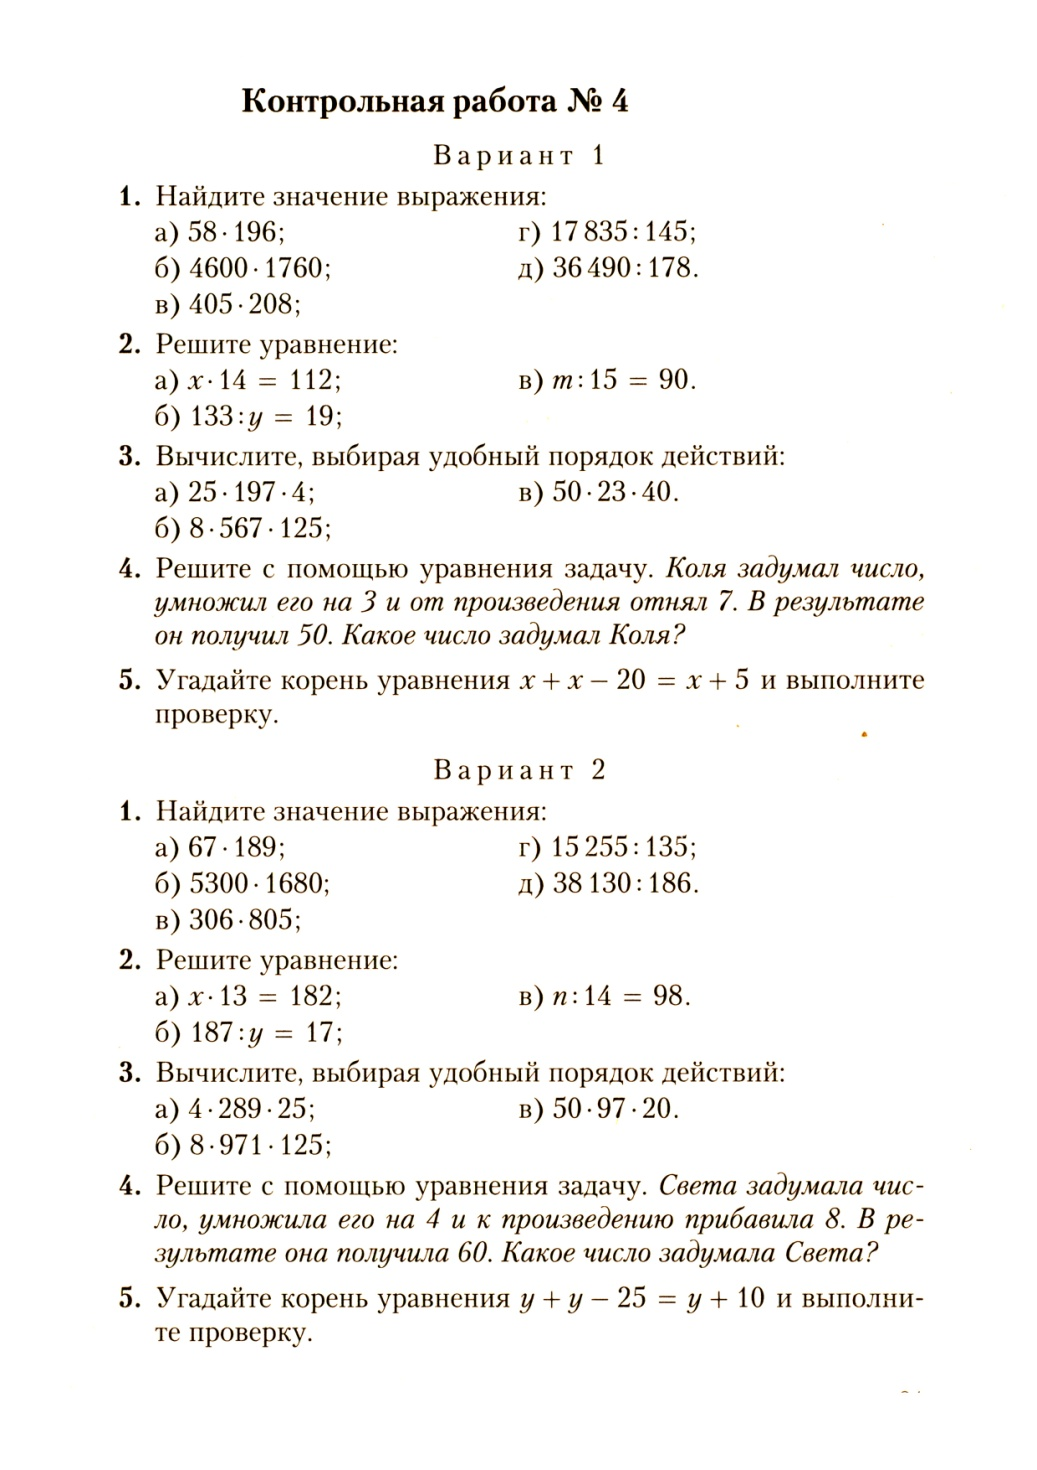 Контрольная работа № 4
Вариант 1
1. Найдите значение выражения:
а) 58 · 196; г) 17 835 : 145;
б) 4600 · 1760; д) 36 490 : 178.
в) 405 · 208;
2. Решите уравнение:
а) x · 14 = 112; в) m : 15 = 90.
б) 133 : y = 19;
3. Вычислите, выбирая удобный порядок действий:
а) 25 · 197 · 4; в) 50 · 23 · 40.
б) 8 · 567 · 125;
4. Решите с помощью уравнения задачу. Коля задумал число,
умножил его на 3 и от произведения отнял 7. В результате
он получил 50. Какое число задумал Коля?
5. Угадайте корень уравнения x + x – 20 = x + 5 и выполните
проверку.
Вариант 2
1. Найдите значение выражения:
а) 67 · 189; г) 15 255 : 135;
б) 5300 · 1680; д) 38 130 : 186.
в) 306 · 805;
2. Решите уравнение:
а) x · 13 = 182; в) n : 14 = 98.
б) 187 : y = 17;
3. Вычислите, выбирая удобный порядок действий:
а) 4 · 289 · 25; в) 50 · 97 · 20.
б) 8 · 971 · 125;
4. Решите с помощью уравнения задачу. Света задумала чис-
ло, умножила его на 4 и к произведению прибавила 8. В ре-
зультате она получила 60. Какое число задумала Света?
5. Угадайте корень уравнения y + y – 25 = y + 10 и выполни-
те проверку.